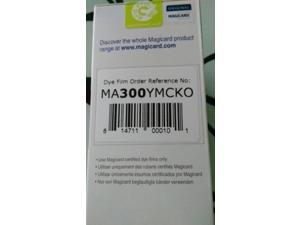 ORIGINAL
MAGICARD
Discover the whole Magicard product
range at www.magicard.com
Dye Film Order Reference No:
MA300YMCKO
6 14711 00010 1
• Use Magicard certified dye films only
• Utiliser uniquement des rubans certifiés Magicard
• Utilizar únicamente insumos certificados por Magicard
• Nur von Magicard beglaubigte Bänder verwenden